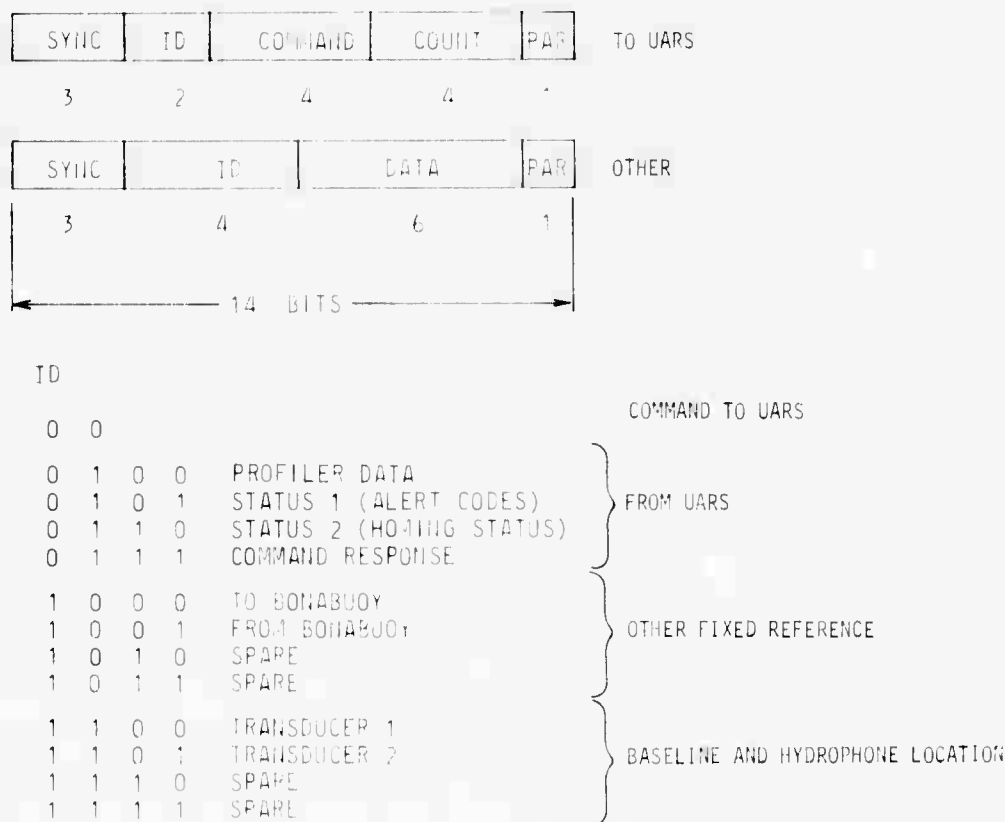 SYNC ID COMMAND COUNT PAR TO UARS
3 2 4 4
SYNC ID DATA PAR OTHER
3 4 6 1
14 BITS
ID
COMMAND TO UARS
0 0
0 1 0 0 PROFILER DATA
0 1 0 1 STATUS 1 (ALERT CODES)
FROM UARS
0 1 1 0 STATUS 2 (HOMING STATUS)
0 1 1 1 COMMAND RESPONSE
1 0 0 0 TO BONABUOY
1 0 0 1 FROM BONABUOY
OTHER FIXED REFERENCE
1 0 1 0 SPARE
1 0 1 1 SPARE
1 1 0 0 TRANSDUCER 1
1 1 0 1 TRANSDUCER 2
BASELINE AND HYDROPHONE LOCATION
1 1 1 0 SPARE
1 1 1 1 SPARE